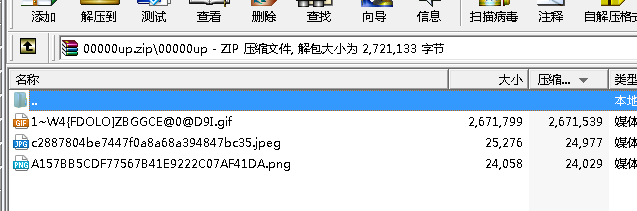 添加 解压到 测试 查看 删除 查找 向导 信息 扫描病毒 注释 自解压格式
00000up.zip\00000up - ZIP 压缩文件, 解包大小为 2,721,133 字节
名称 大小 压缩... 类型
.. 本地
GIF 1~W4{FDOLO]ZBGGCE@0@D9I.gif 2,671,799 2,671,539 媒体
JPG c2887804be7447f0a8a68a394847bc35.jpeg 25,276 24,977 媒体
PNG A157BB5CDF77567B41E9222C07AF41DA.png 24,058 24,029 媒体